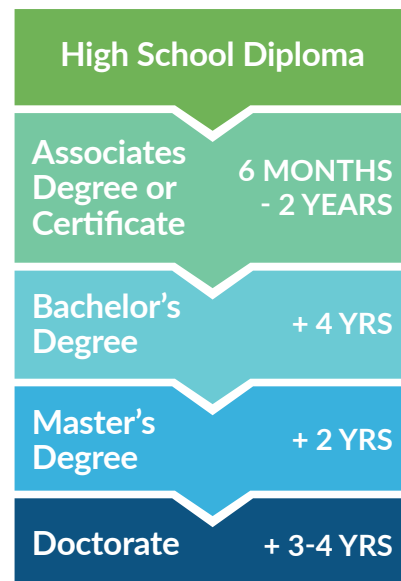 High School Diploma
Associates
Degree or
Certificate
6 MONTHS
- 2 YEARS
Bachelor's
Degree
+ 4 YRS
Master's
Degree
+ 2 YRS
Doctorate
+ 3-4 YRS